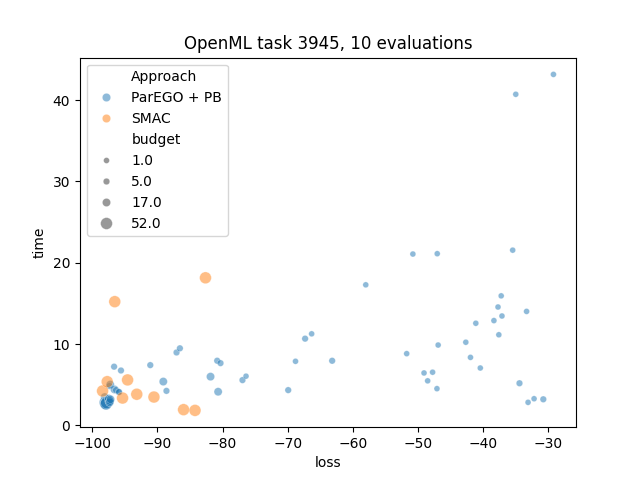 OpenML task 3945, 10 evaluations
Approach
ParEGO + PB
SMAC
budget
1.0
5.0
17.0
52.0
time
40
30
20
10
0
−100 −90 −80 −70 −60 −50 −40 −30
loss